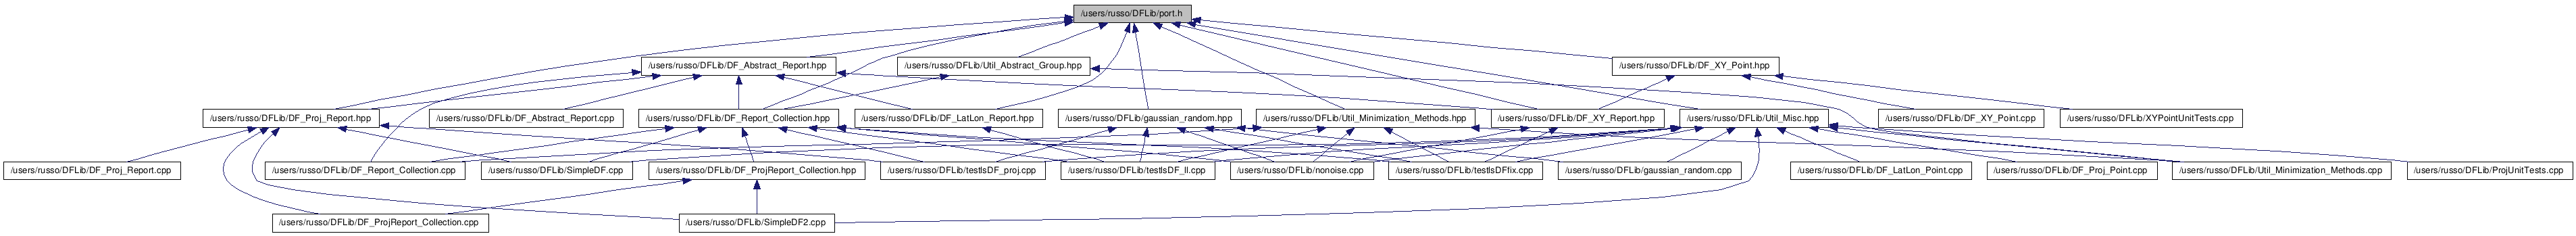 /users/russo/DFLib/port.h
/users/russo/DFLib/DF_Abstract_Report.hpp
/users/russo/DFLib/Util_Abstract_Group.hpp
/users/russo/DFLib/DF_XY_Point.hpp
/users/russo/DFLib/DF_Proj_Report.hpp
/users/russo/DFLib/DF_Abstract_Report.cpp
/users/russo/DFLib/DF_Report_Collection.hpp
/users/russo/DFLib/DF_LatLon_Report.hpp
/users/russo/DFLib/gaussian_random.hpp
/users/russo/DFLib/Util_Minimization_Methods.hpp
/users/russo/DFLib/DF_XY_Report.hpp
/users/russo/DFLib/Util_Misc.hpp
/users/russo/DFLib/DF_XY_Point.cpp
/users/russo/DFLib/XYPointUnitTests.cpp
/users/russo/DFLib/DF_Proj_Report.cpp
/users/russo/DFLib/DF_Report_Collection.cpp
/users/russo/DFLib/SimpleDF.cpp
/users/russo/DFLib/DF_ProjReport_Collection.hpp
/users/russo/DFLib/testlsDF_proj.cpp
/users/russo/DFLib/testlsDF_ll.cpp
/users/russo/DFLib/nonoise.cpp
/users/russo/DFLib/testlsDFfix.cpp
/users/russo/DFLib/gaussian_random.cpp
/users/russo/DFLib/DF_LatLon_Point.cpp
/users/russo/DFLib/DF_Proj_Point.cpp
/users/russo/DFLib/Util_Minimization_Methods.cpp
/users/russo/DFLib/ProjUnitTests.cpp
/users/russo/DFLib/DF_ProjReport_Collection.cpp
/users/russo/DFLib/SimpleDF2.cpp